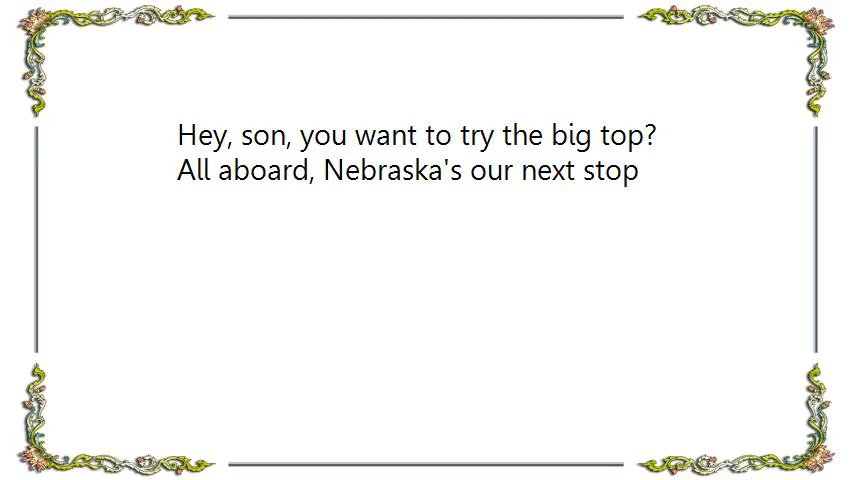 Hey, son, you want to try the big top?
All aboard, Nebraska's our next stop